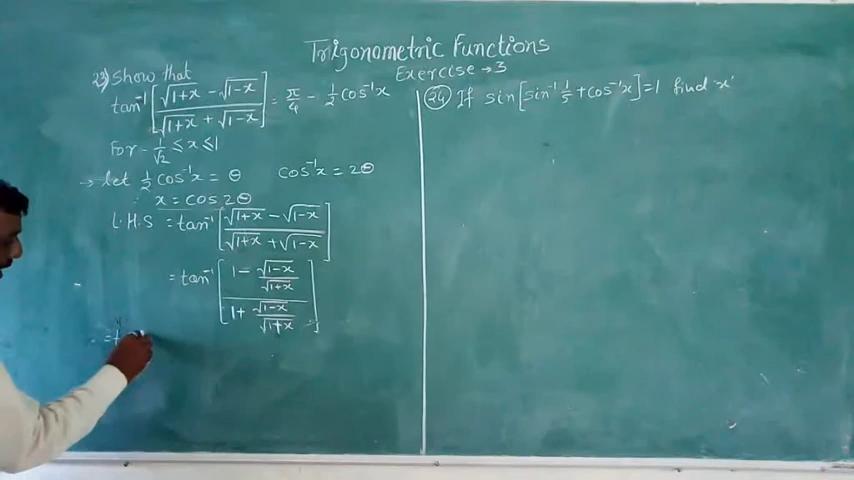 Trigonometric Functions
Exercise → 3
23) Show that
tan⁻¹[(√1+x − √1−x)/(√1+x + √1−x)] = π/4 − 1/2 cos⁻¹x
For − 1/√2 ≤ x ≤ 1
→ let 1/2 cos⁻¹x = θ cos⁻¹x = 2θ
x = cos 2θ
L.H.S = tan⁻¹[(√1+x − √1−x)/(√1+x + √1−x)]
= tan⁻¹[(1 − √1−x/√1+x)/(1 + √1−x/√1+x)]
=
24) If sin[sin⁻¹ 1/5 + cos⁻¹x] = 1 find 'x'